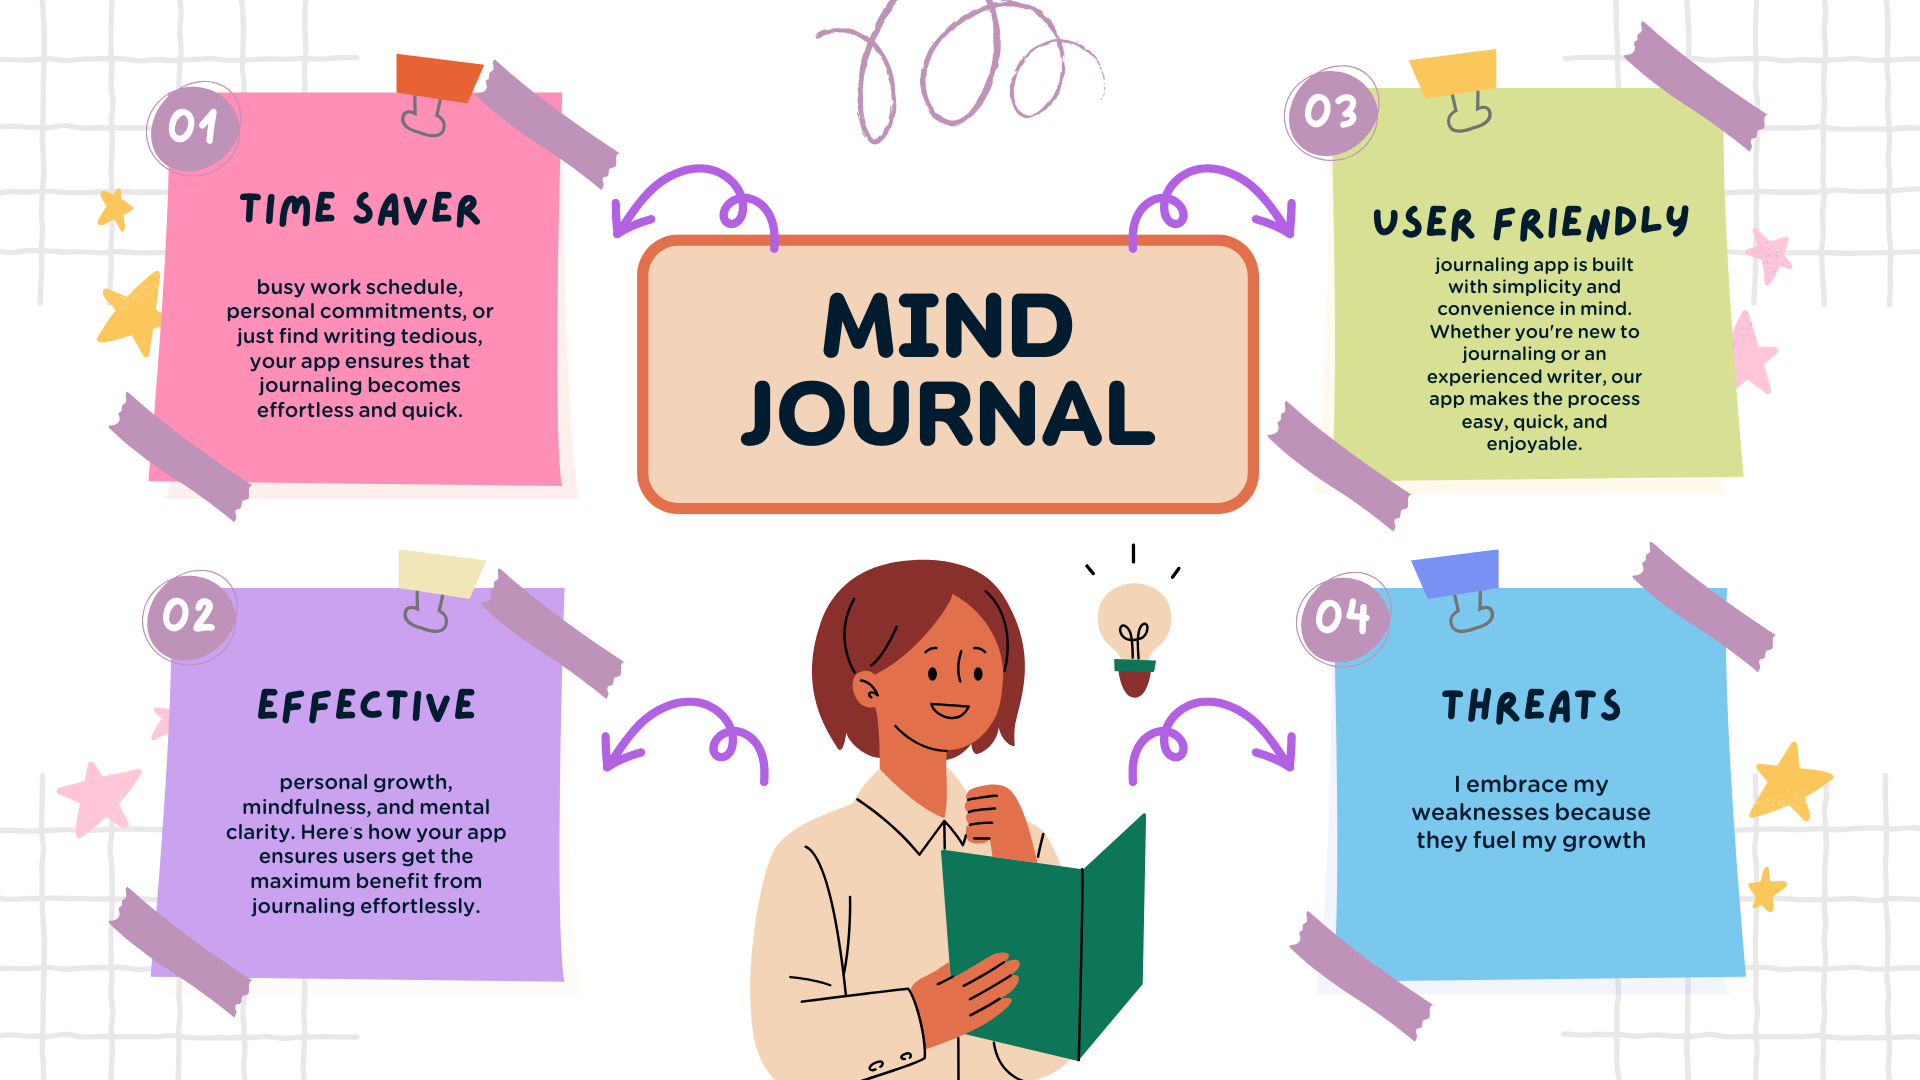 01
TIME SAVER
busy work schedule,
personal commitments, or
just find writing tedious,
your app ensures that
journaling becomes
effortless and quick.
02
EFFECTIVE
personal growth,
mindfulness, and mental
clarity. Here's how your app
ensures users get the
maximum benefit from
journaling effortlessly.
MIND
JOURNAL
03
USER FRIENDLY
journaling app is built
with simplicity and
convenience in mind.
Whether you're new to
journaling or an
experienced writer, our
app makes the process
easy, quick, and
enjoyable.
04
THREATS
I embrace my
weaknesses because
they fuel my growth